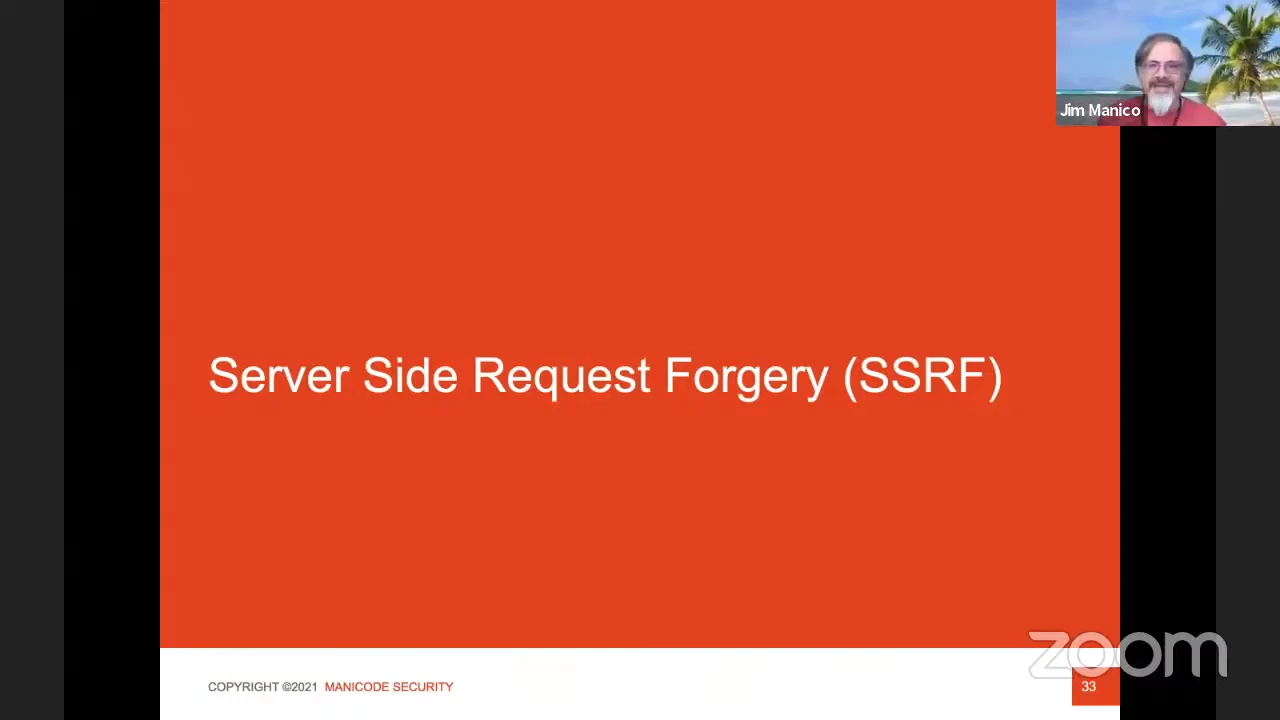 Jim Manico
Server Side Request Forgery (SSRF)
zoom
COPYRIGHT ©2021 MANICODE SECURITY
33